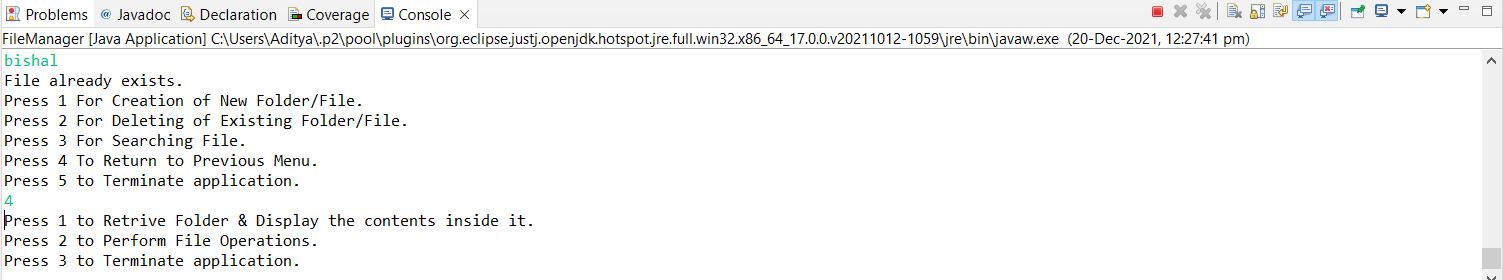 Problems @ Javadoc Declaration Coverage Console
FileManager [Java Application] C:\Users\Aditya\.p2\pool\plugins\org.eclipse.justj.openjdk.hotspot.jre.full.win32.x86_64_17.0.0.v20211012-1059\jre\bin\javaw.exe (20-Dec-2021, 12:27:41 pm)
bishal
File already exists.
Press 1 For Creation of New Folder/File.
Press 2 For Deleting of Existing Folder/File.
Press 3 For Searching File.
Press 4 To Return to Previous Menu.
Press 5 to Terminate application.
4
Press 1 to Retrive Folder & Display the contents inside it.
Press 2 to Perform File Operations.
Press 3 to Terminate application.